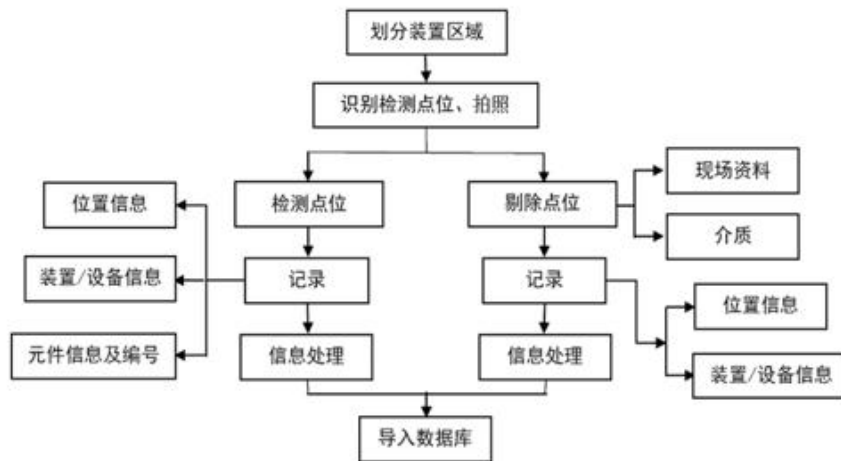 划分装置区域
识别检测点位、拍照
现场资料
位置信息
检测点位
剔除点位
介质
装置/设备信息
记录
记录
位置信息
元件信息及编号
信息处理
信息处理
装置/设备信息
导入数据库